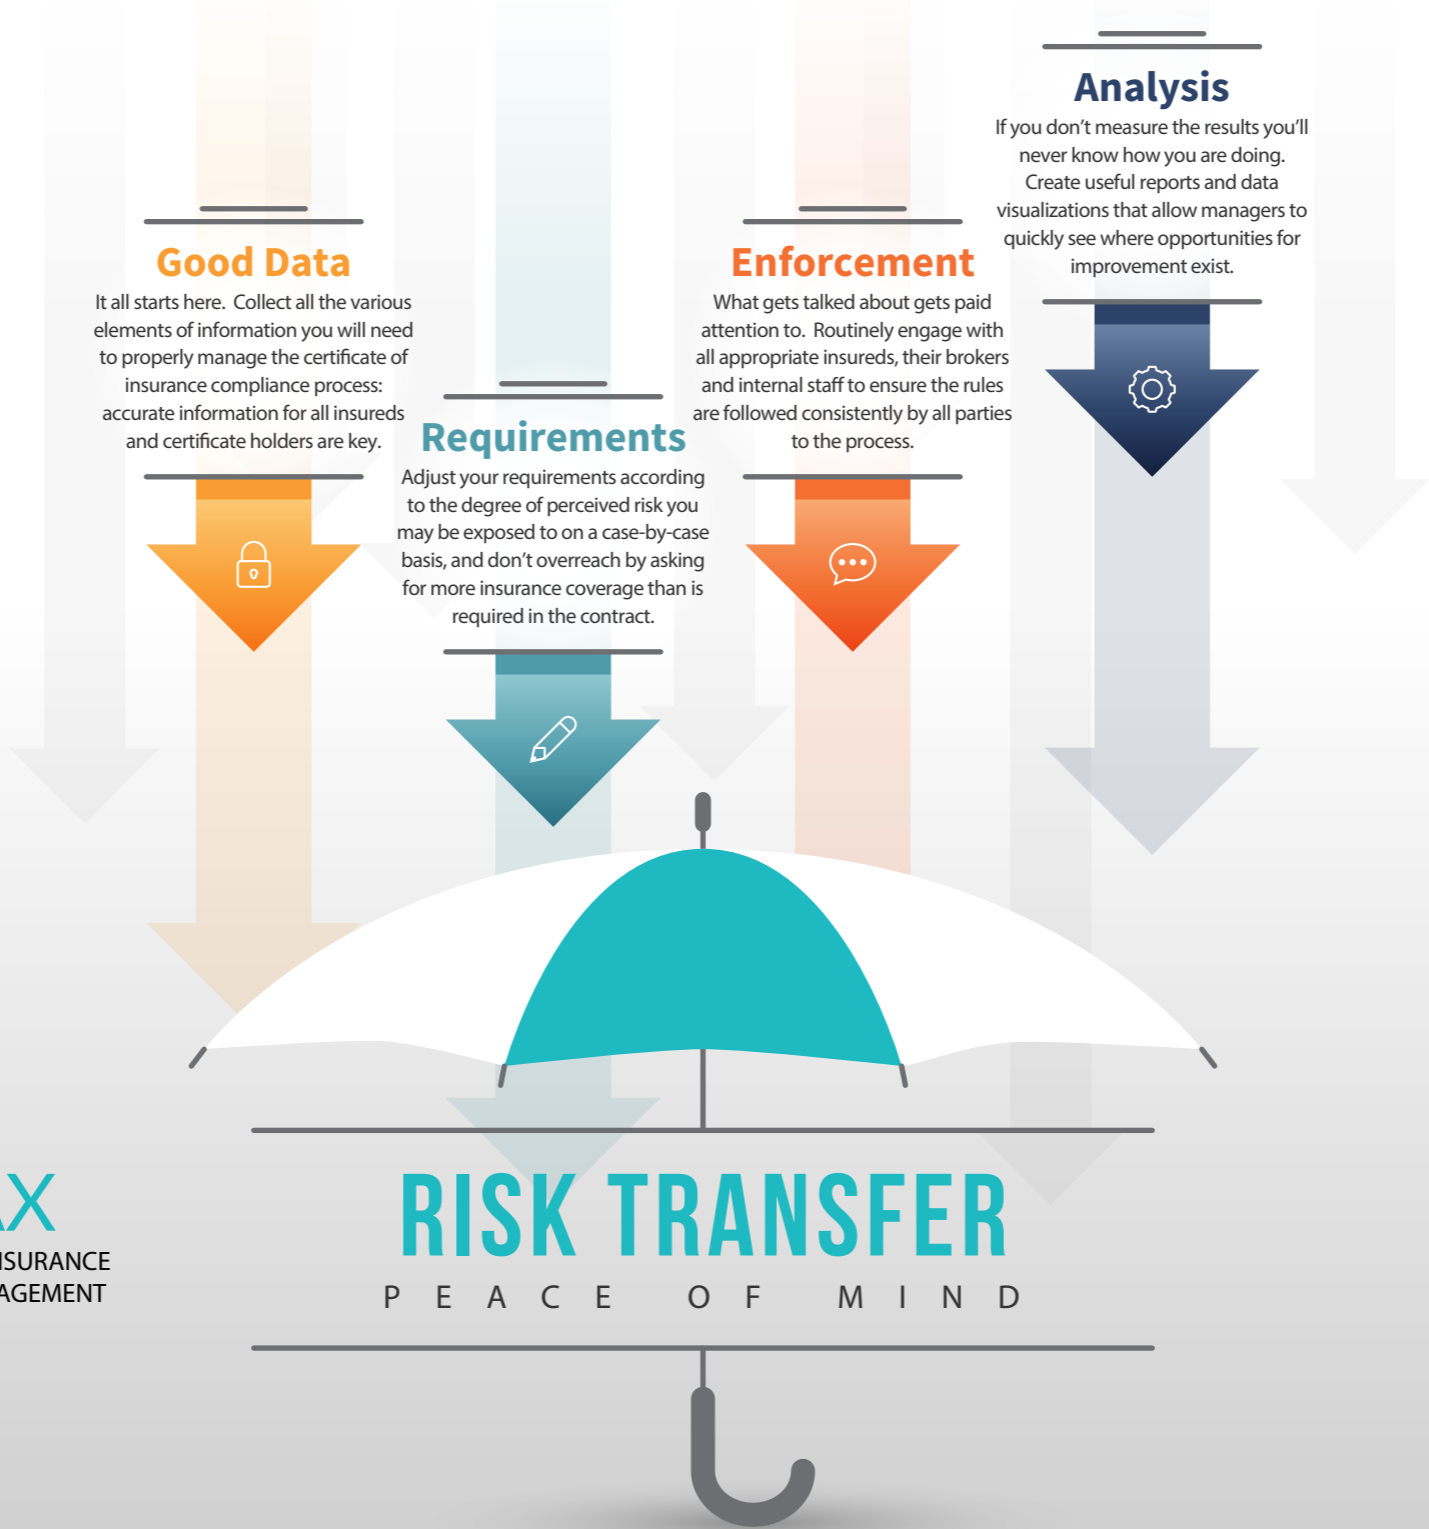 Analysis
If you don’t measure the results you’ll
never know how you are doing.
Create useful reports and data
visualizations that allow managers to
quickly see where opportunities for
improvement exist.
Good Data
It all starts here.  Collect all the various
elements of information you will need
to properly manage the certificate of
insurance compliance process:
accurate information for all insureds
and certificate holders are key.
Enforcement
What gets talked about gets paid
attention to.  Routinely engage with
all appropriate insureds, their brokers
and internal staff to ensure the rules
are followed consistently by all parties
to the process.
Requirements
Adjust your requirements according
to the degree of perceived risk you
may be exposed to on a case-by-case
basis, and don’t overreach by asking
for more insurance coverage than is
required in the contract.
RISK TRANSFER
PEACE OF MIND